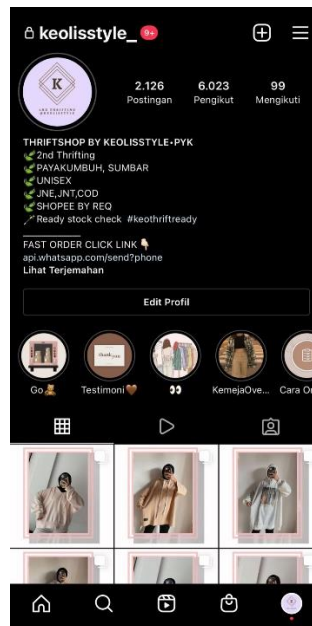 keolisstyle_ 9+
K
2.126 6.023 99
Postingan Pengikut Mengikuti
THRIFTSHOP BY KEOLISSTYLE•PYK
2nd Thrifting
PAYAKUMBUH, SUMBAR
UNISEX
JNE,JNT,COD
SHOPEE BY REQ
Ready stock check #keothriftready
FAST ORDER CLICK LINK
api.whatsapp.com/send?phone
Lihat Terjemahan
Edit Profil
thank you
Go Testimoni KemejaOve... Cara Or